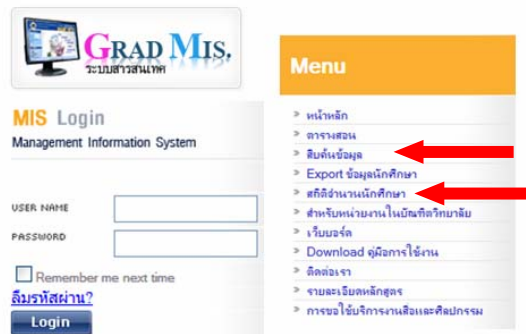 GRAD MIS.
ระบบสารสนเทศ
MIS Login
Management Information System
USER NAME
PASSWORD
Remember me next time
ลืมรหัสผ่าน?
Login
Menu
หน้าหลัก
ตารางสอน
สืบค้นข้อมูล
Export ข้อมูลนักศึกษา
สถิติจำนวนนักศึกษา
สำหรับหน่วยงานในบัณฑิตวิทยาลัย
เว็บบอร์ด
Download คู่มือการใช้งาน
ติดต่อเรา
รายละเอียดหลักสูตร
การขอใช้บริการงานสื่อและศิลปกรรม